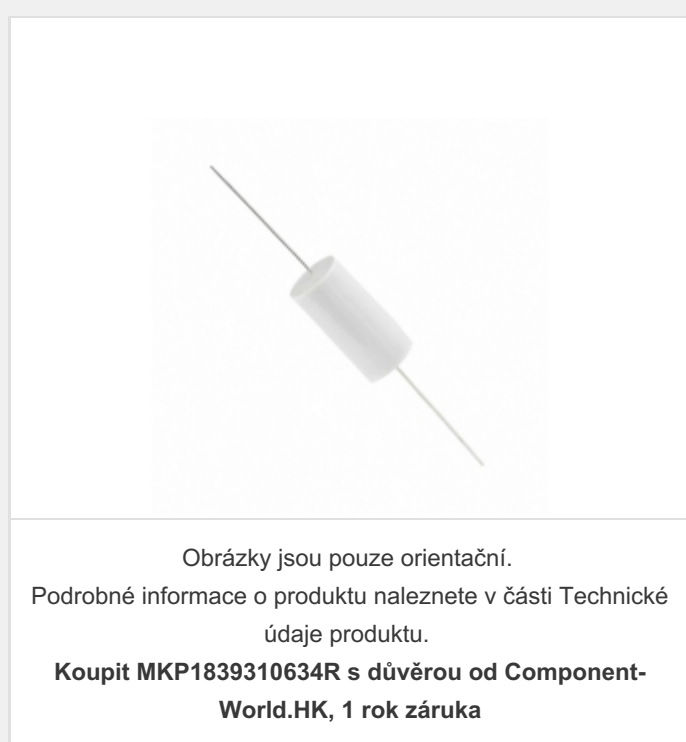 Obrázky jsou pouze orientační.
Podrobné informace o produktu naleznete v části Technické
údaje produktu.
Koupit MKP1839310634R s důvěrou od Component-
World.HK, 1 rok záruka